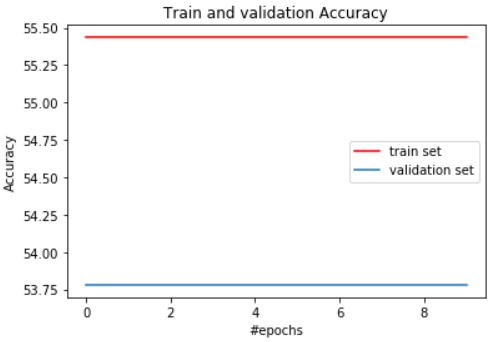 Train and validation Accuracy
55.50
55.25
55.00
54.75
54.50
54.25
54.00
53.75
Accuracy
train set
validation set
0 2 4 6 8
#epochs